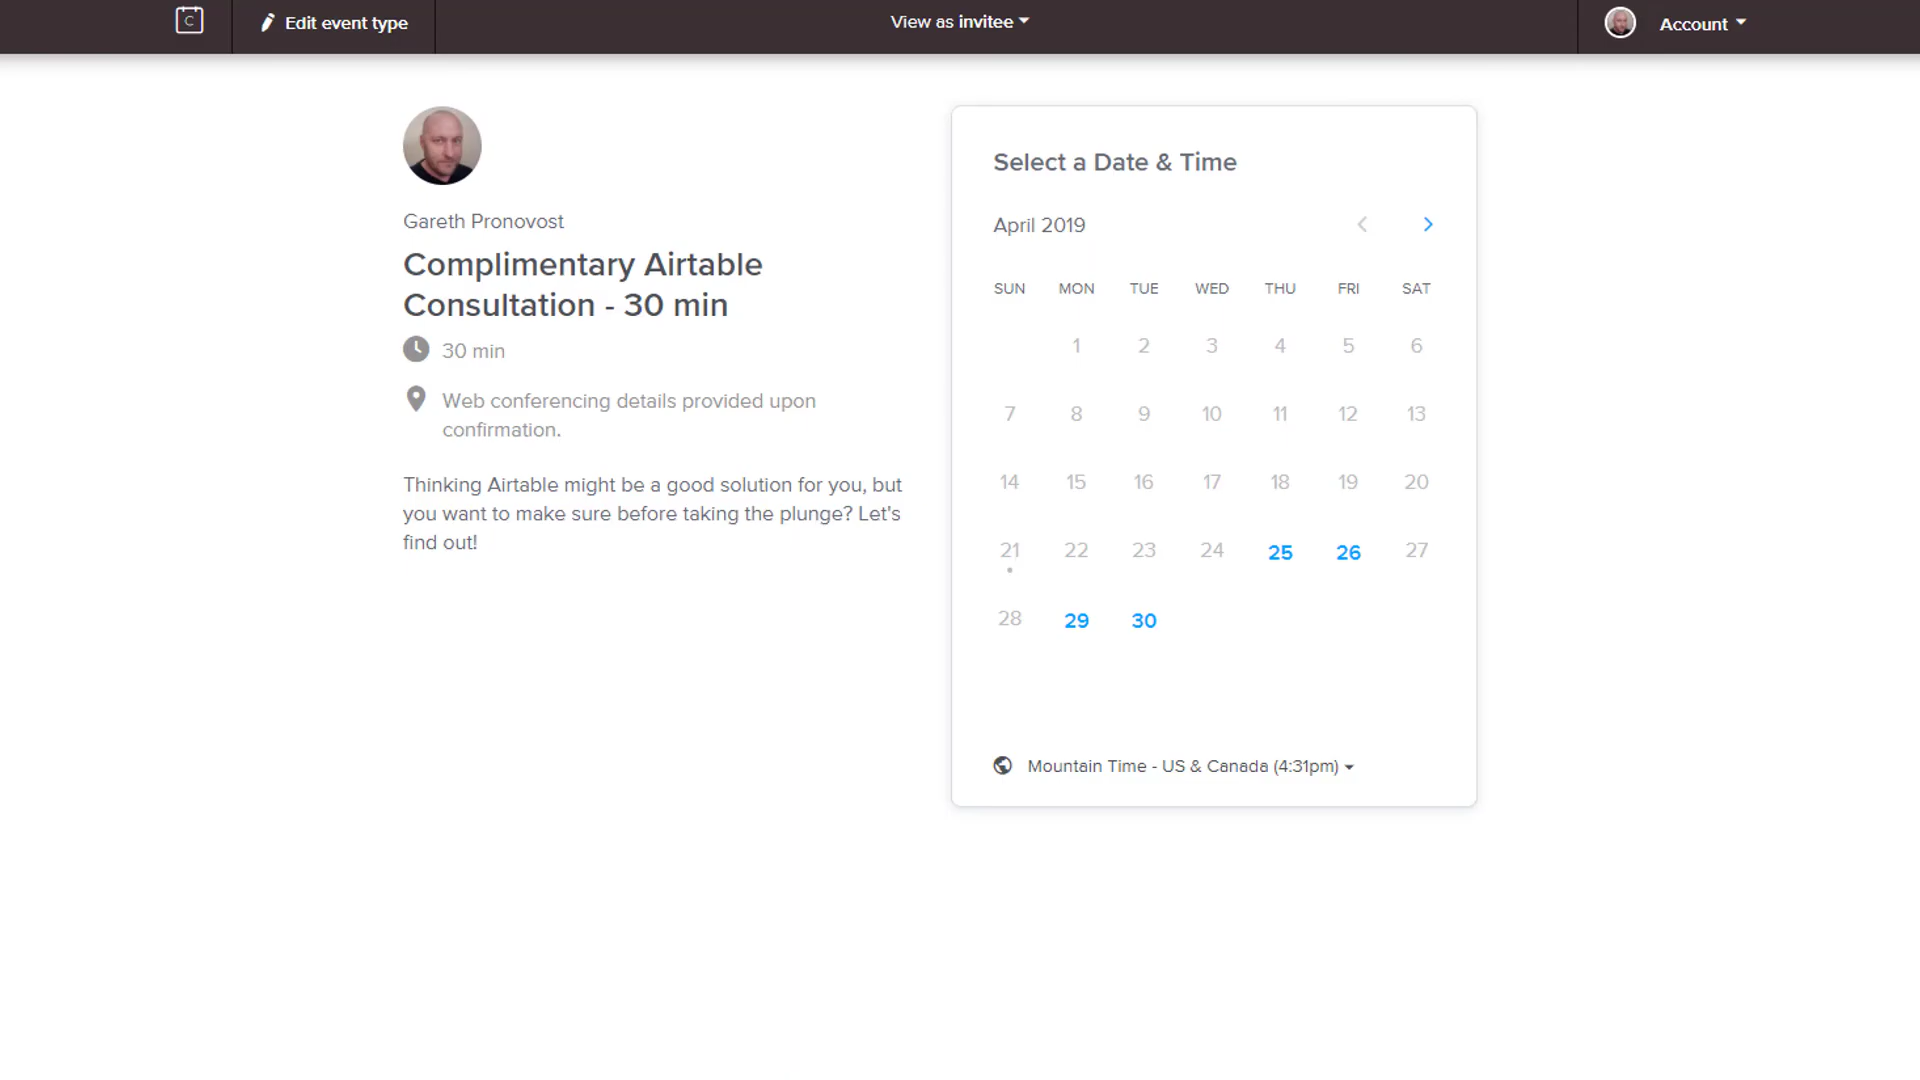 C
Edit event type
View as invitee
Account
Gareth Pronovost
Complimentary Airtable
Consultation - 30 min
30 min
Web conferencing details provided upon
confirmation.
Thinking Airtable might be a good solution for you, but
you want to make sure before taking the plunge? Let's
find out!
Select a Date & Time
April 2019
SUN MON TUE WED THU FRI SAT
1 2 3 4 5 6
7 8 9 10 11 12 13
14 15 16 17 18 19 20
21 22 23 24 25 26 27
28 29 30
Mountain Time - US & Canada (4:31pm)